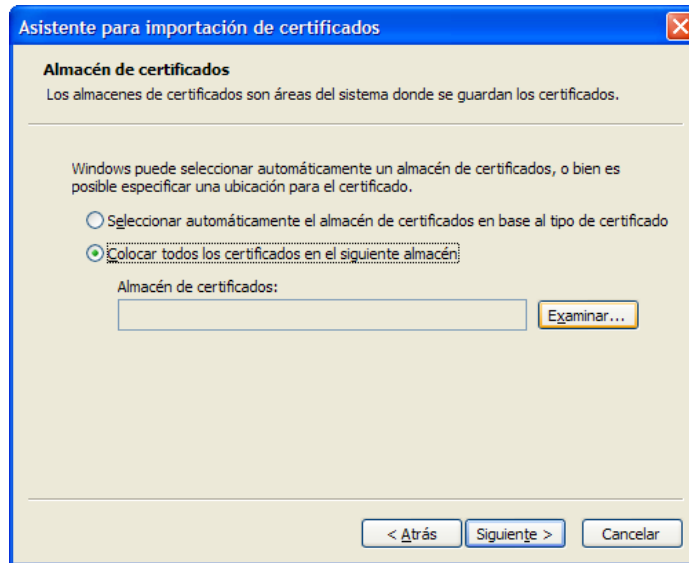 Asistente para importación de certificados
Almacén de certificados
Los almacenes de certificados son áreas del sistema donde se guardan los certificados.
Windows puede seleccionar automáticamente un almacén de certificados, o bien es
posible especificar una ubicación para el certificado.
Seleccionar automáticamente el almacén de certificados en base al tipo de certificado
Colocar todos los certificados en el siguiente almacén
Almacén de certificados:
Examinar...
< Atrás Siguiente > Cancelar